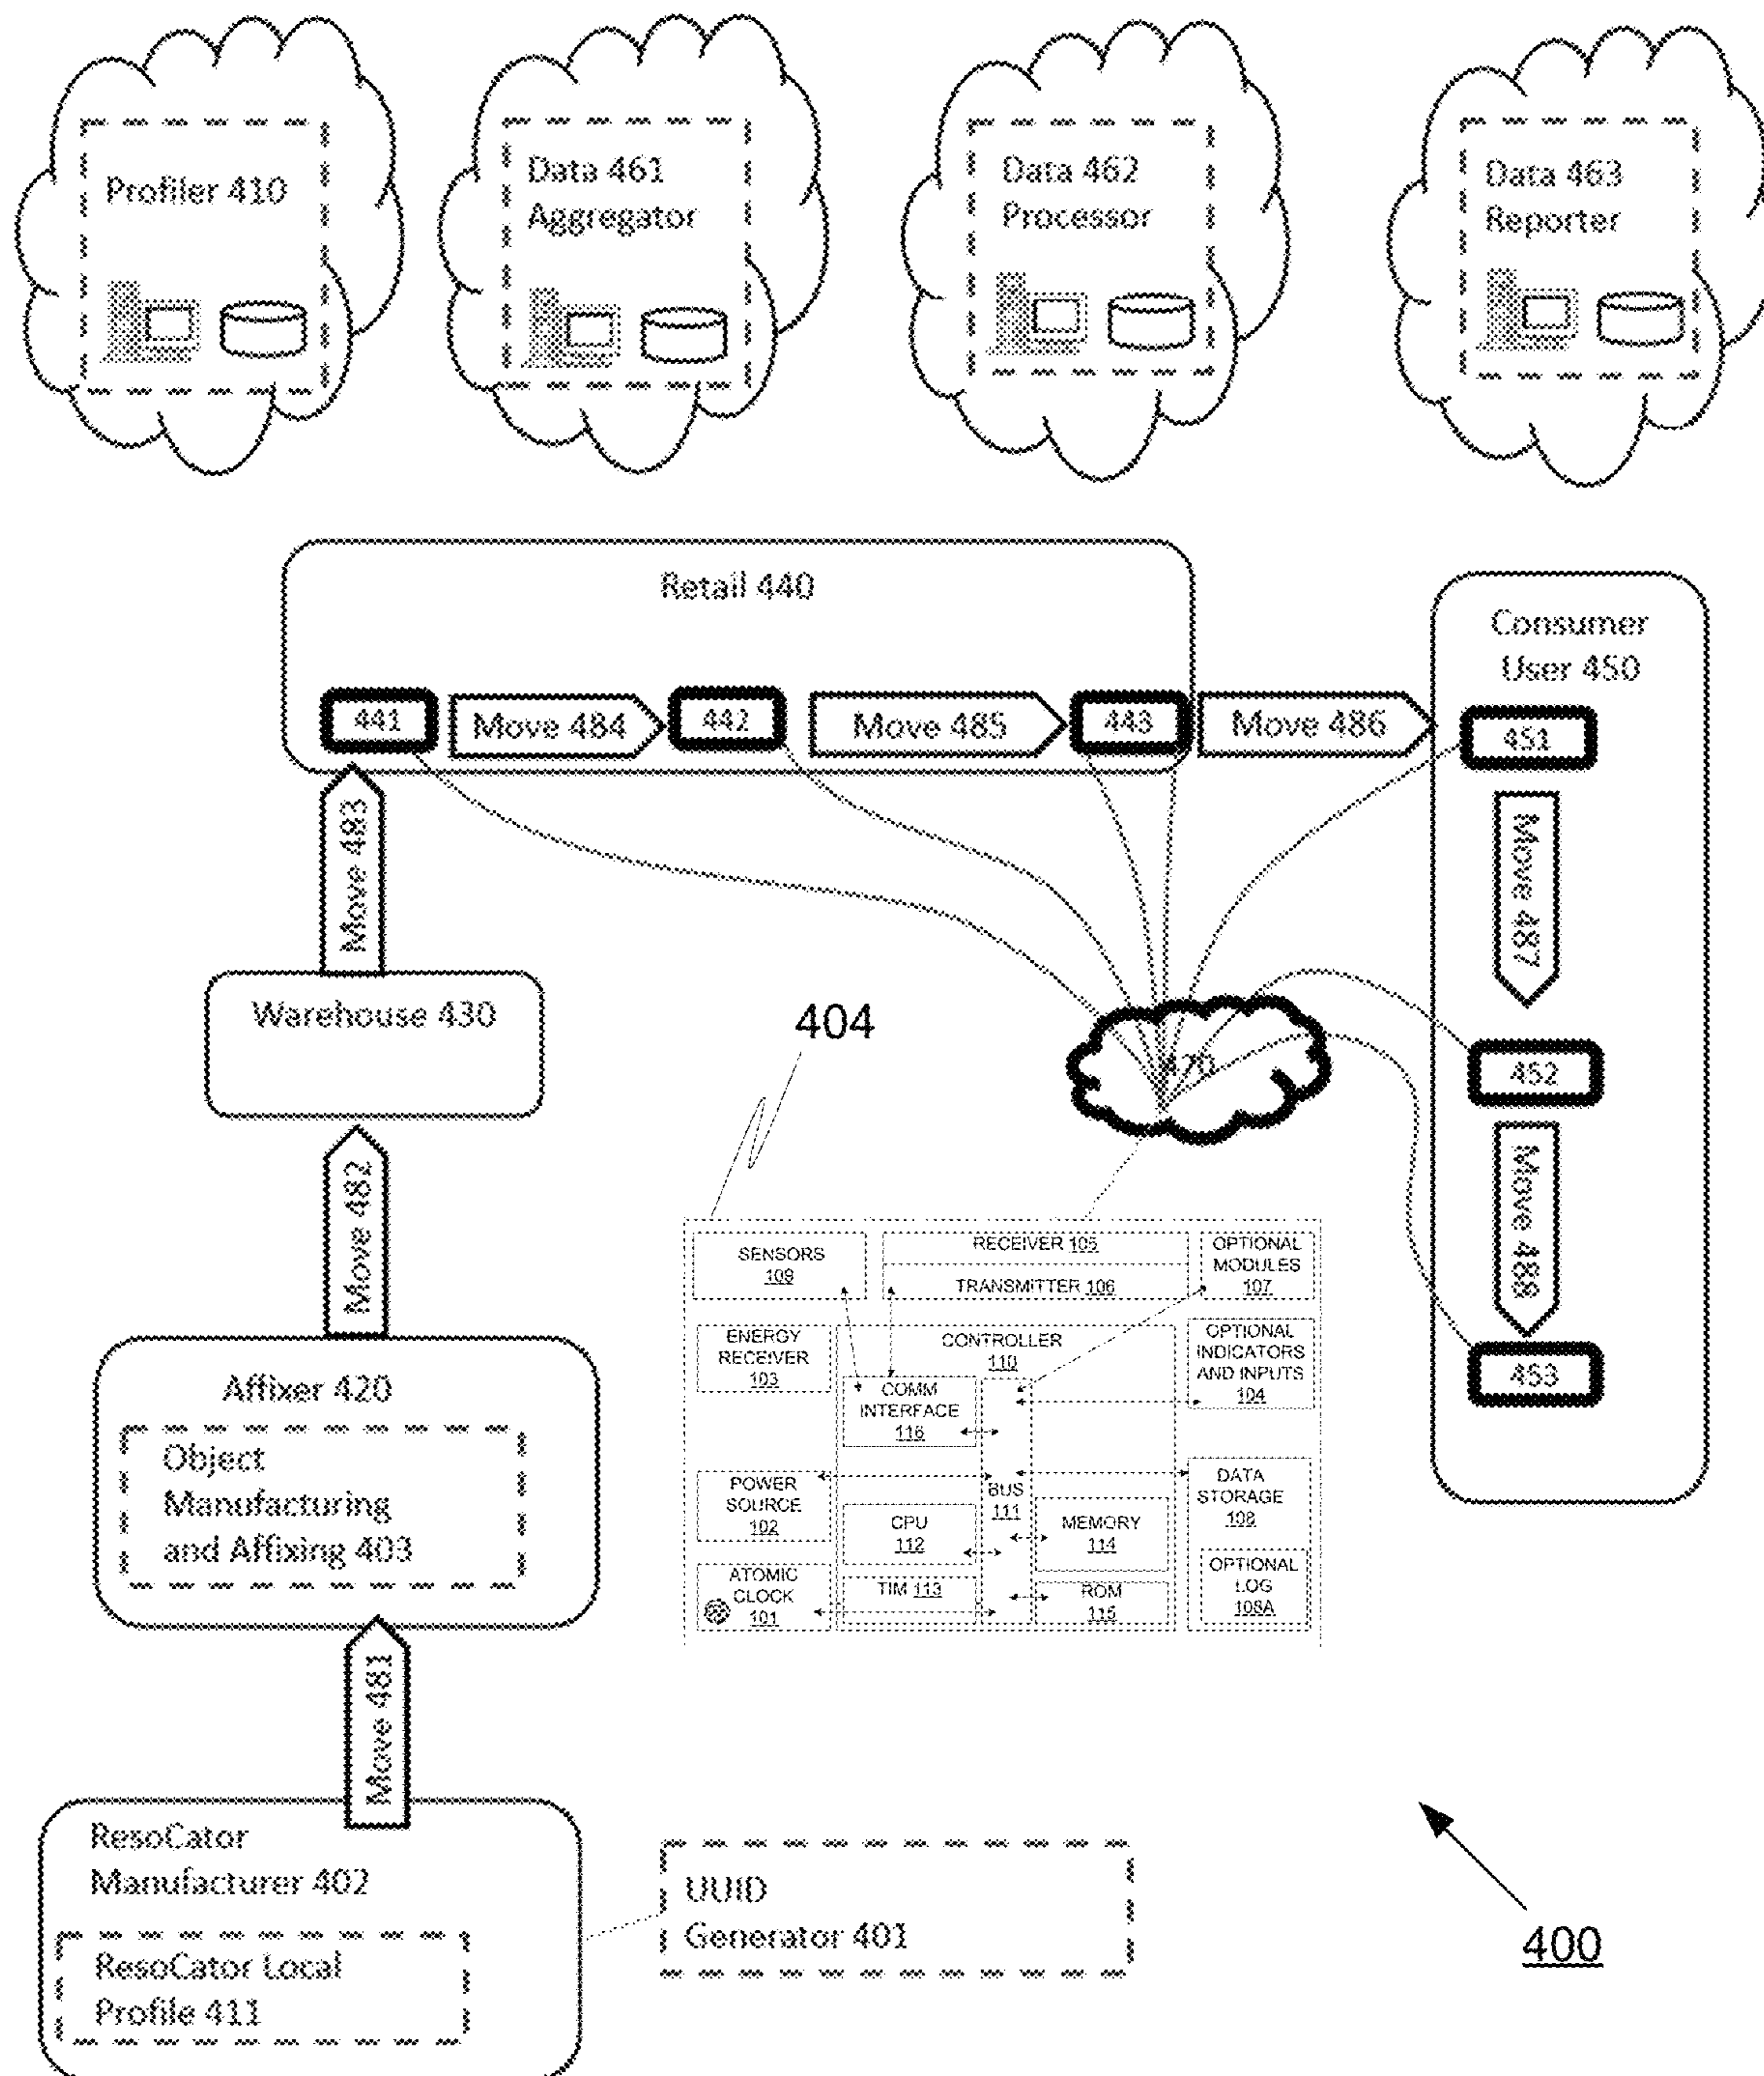 Profiler 410
Data 461
Aggregator
Data 462
Processor
Data 463
Reporter
Retail 440
441
Move 484
442
Move 485
443
Move 486
Consumer
User 450
451
Move 487
452
Move 488
453
Move 483
Warehouse 430
470
404
Move 482
SENSORS
109
RECEIVER 105
TRANSMITTER 106
OPTIONAL
MODULES
107
ENERGY
RECEIVER
103
CONTROLLER
110
OPTIONAL
INDICATORS
AND INPUTS
104
COMM
INTERFACE
116
POWER
SOURCE
102
BUS
111
DATA
STORAGE
108
CPU
112
MEMORY
114
ATOMIC
CLOCK
101
TIM 113
ROM
115
OPTIONAL
LOG
108A
Affixer 420
Object
Manufacturing
and Affixing 403
Move 481
ResoCator
Manufacturer 402
ResoCator Local
Profile 411
UUID
Generator 401
400